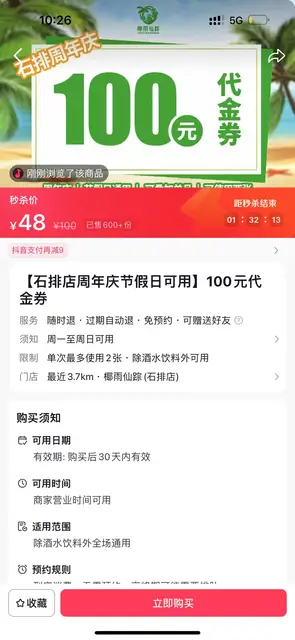 10:26
5G
椰雨仙踪
石排周年庆
100元
代金券
刚刚浏览了该商品
秒杀价
距秒杀结束
¥48 ¥100 已售600+份
01:32:13
抖音支付再减9
【石排店周年庆节假日可用】100元代金券
服务 随时退·过期自动退·免预约·可赠送好友
须知 周一至周日可用
限制 单次最多使用2张·除酒水饮料外可用
门店 最近3.7km·椰雨仙踪(石排店)
购买须知
可用日期
有效期: 购买后30天内有效
可用时间
商家营业时间可用
适用范围
除酒水饮料外全场通用
预约规则
收藏
立即购买